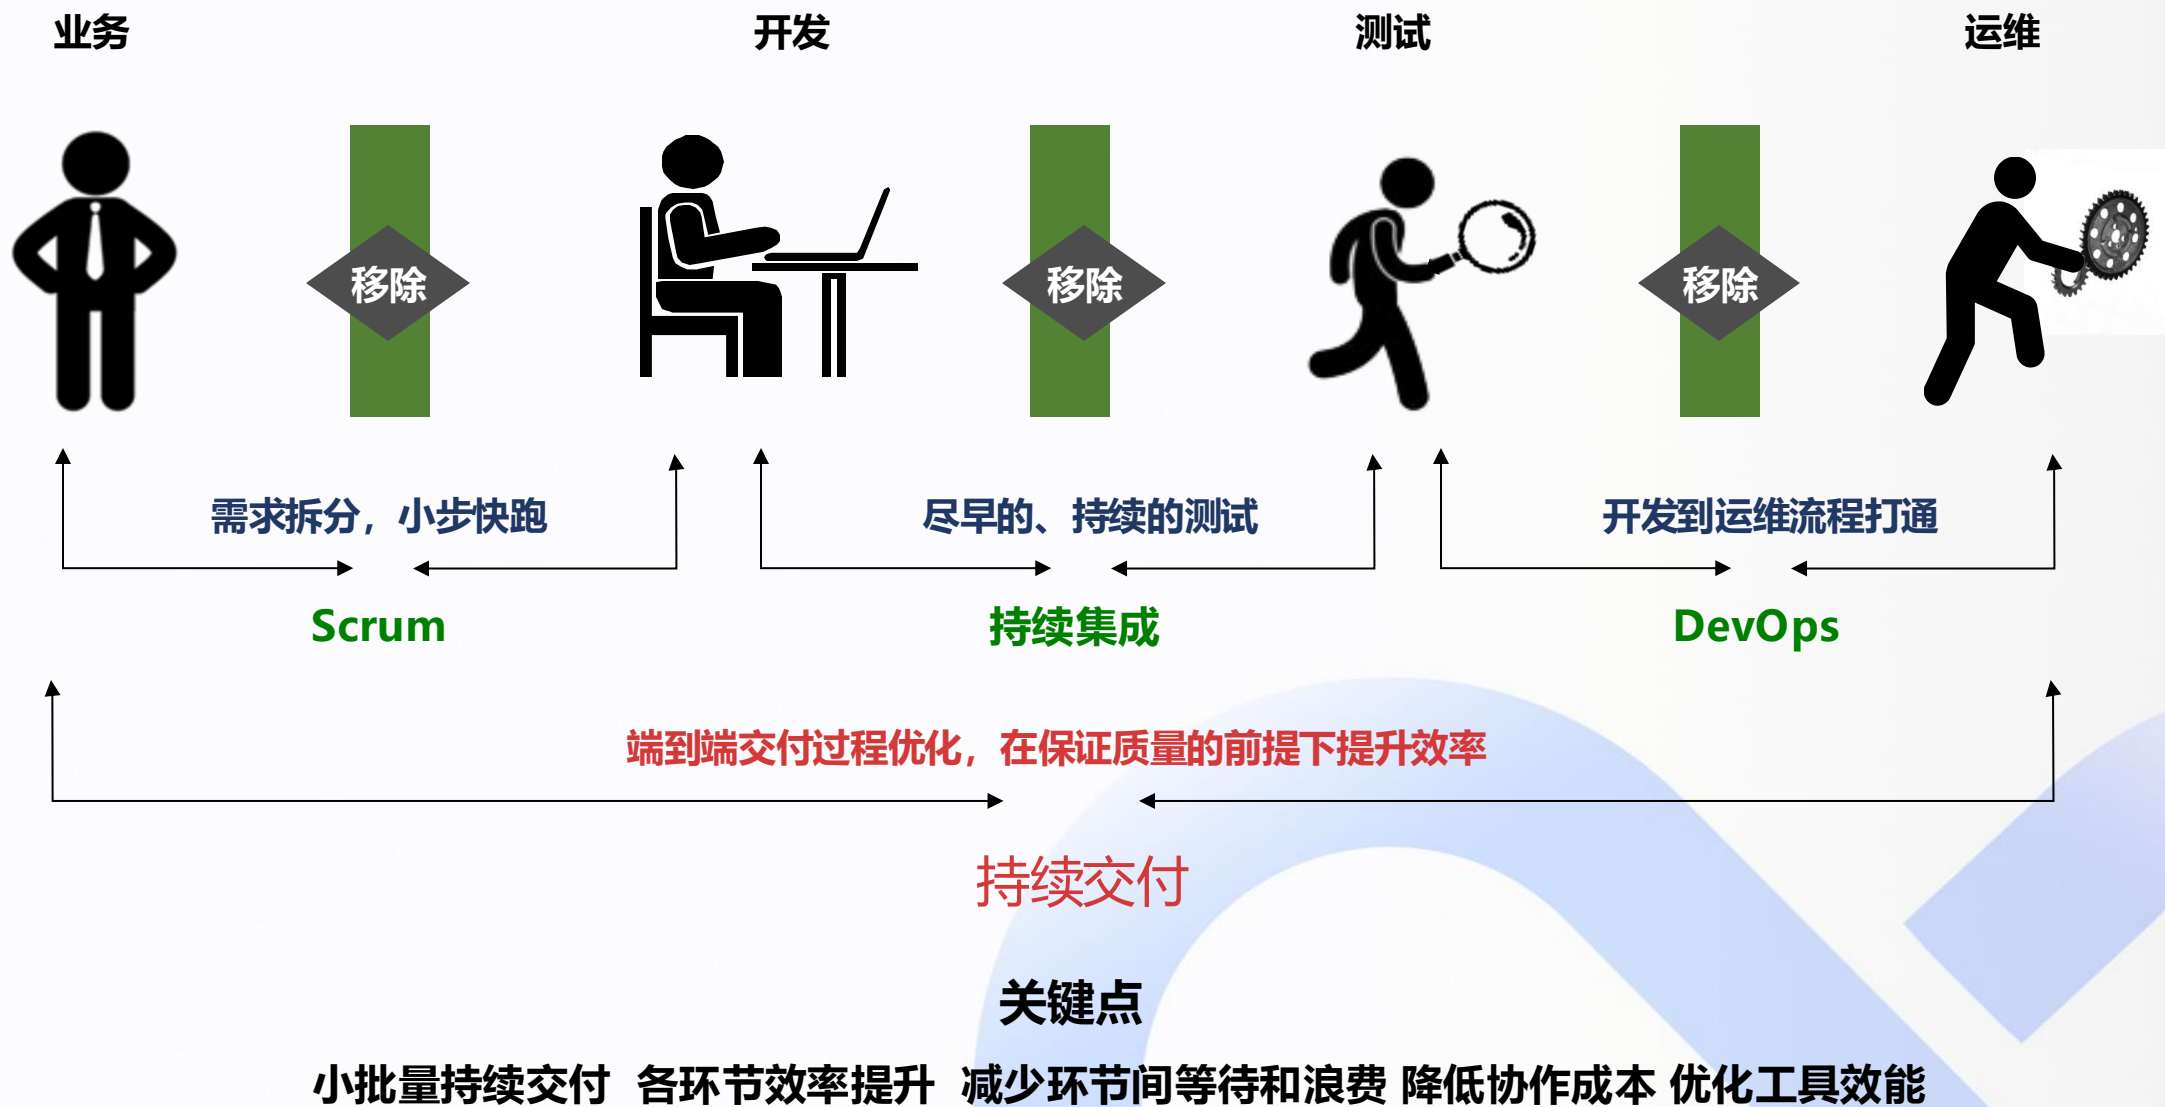 业务 开发 测试 运维
移除 移除 移除
需求拆分，小步快跑 尽早的、持续的测试 开发到运维流程打通
Scrum 持续集成 DevOps
端到端交付过程优化，在保证质量的前提下提升效率
持续交付
关键点
小批量持续交付 各环节效率提升 减少环节间等待和浪费 降低协作成本 优化工具效能